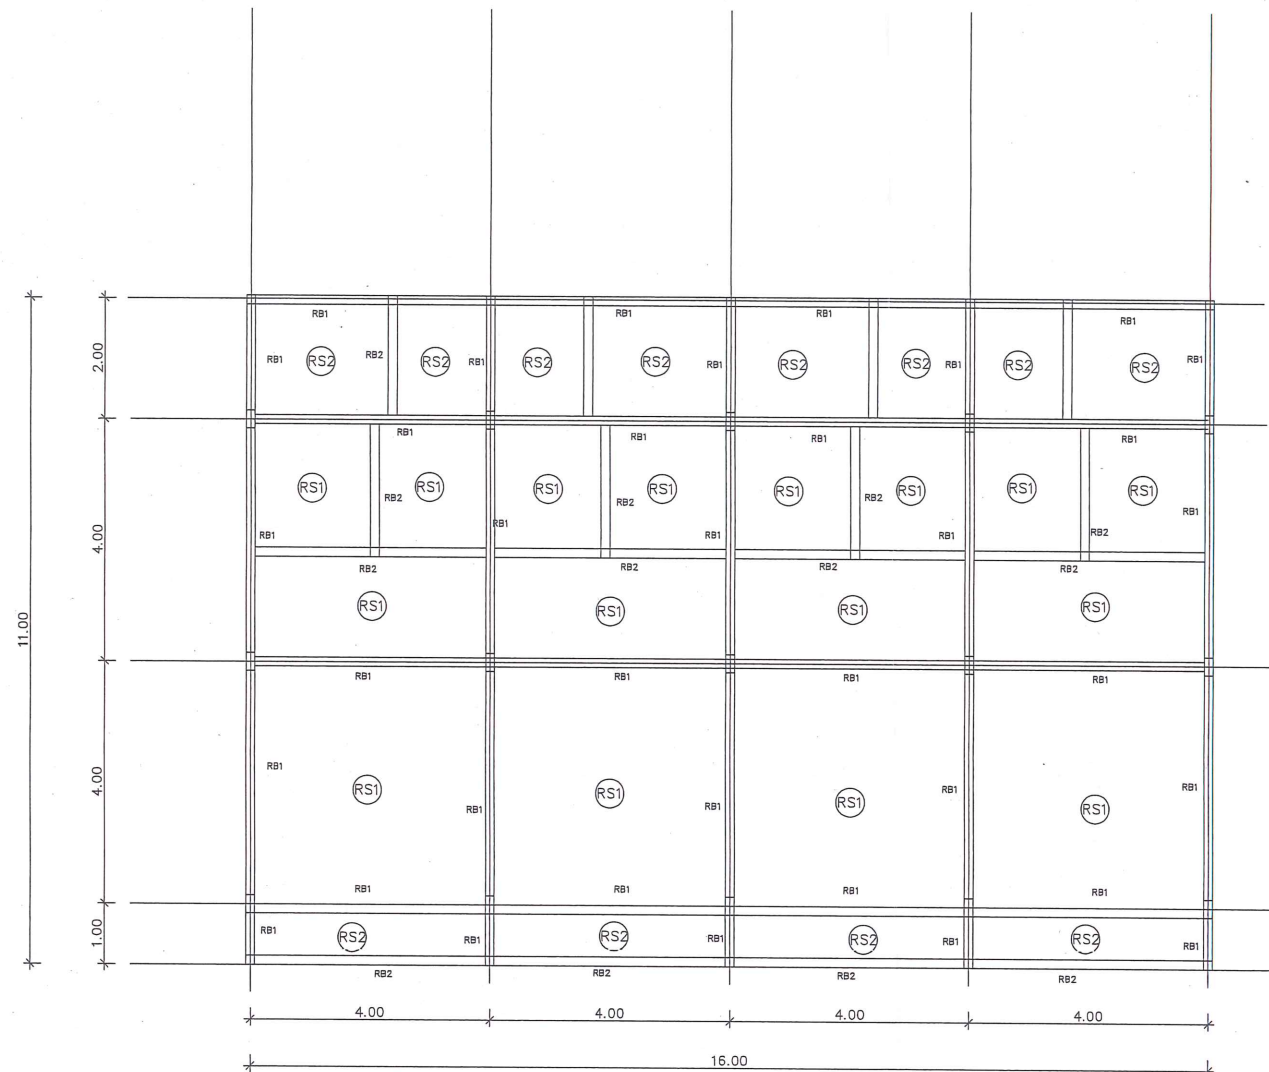 RB1 RB1 RB1 RB1
2.00 RB1 RS2 RB2 RS2 RB1 RS2 RS2 RB1 RS2 RS2 RB1 RS2 RS2 RB1
RB1 RB1 RB1 RB1
RS1 RB2 RS1 RS1 RB2 RS1 RS1 RB2 RS1 RS1 RS1 RB1
4.00 RB1 RB1 RB1 RB1 RB2
RB2 RB2 RB2 RB2
RS1 RS1 RS1 RS1
11.00
RB1 RB1 RB1 RB1
4.00 RB1 RS1 RB1 RS1 RB1 RS1 RB1 RS1 RB1
RB1 RB1 RB1 RB1
1.00 RB1 RS2 RB1 RS2 RB1 RS2 RB1 RS2 RB1
RB2 RB2 RB2 RB2
4.00 4.00 4.00 4.00
16.00